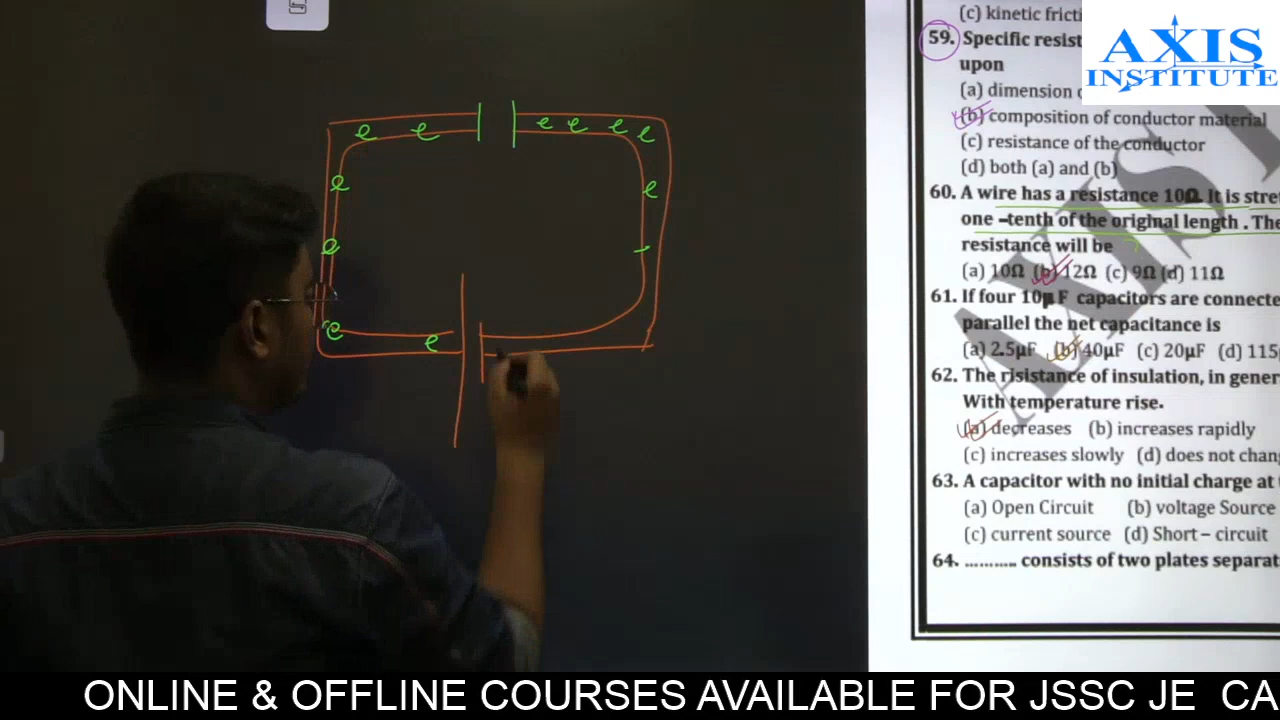 (c) kinetic fricti
59. Specific resist
upon
(a) dimension
(b) composition of conductor material
(c) resistance of the conductor
(d) both (a) and (b)
60. A wire has a resistance 10Ω. It is stre
one –tenth of the original length . The
resistance will be
(a) 10Ω (b) 12Ω (c) 9Ω (d) 11Ω
61. If four 10μ F capacitors are connecte
parallel the net capacitance is
(a) 2.5μF (b) 40μF (c) 20μF (d) 115
62. The risistance of insulation, in gener
With temperature rise.
(a) decreases (b) increases rapidly
(c) increases slowly (d) does not chan
63. A capacitor with no initial charge at
(a) Open Circuit (b) voltage Source
(c) current source (d) Short – circuit
64. ........... consists of two plates separat
AXIS
INSTITUTE
e e e e e e
e e
e
e
e e
ONLINE & OFFLINE COURSES AVAILABLE FOR JSSC JE CA